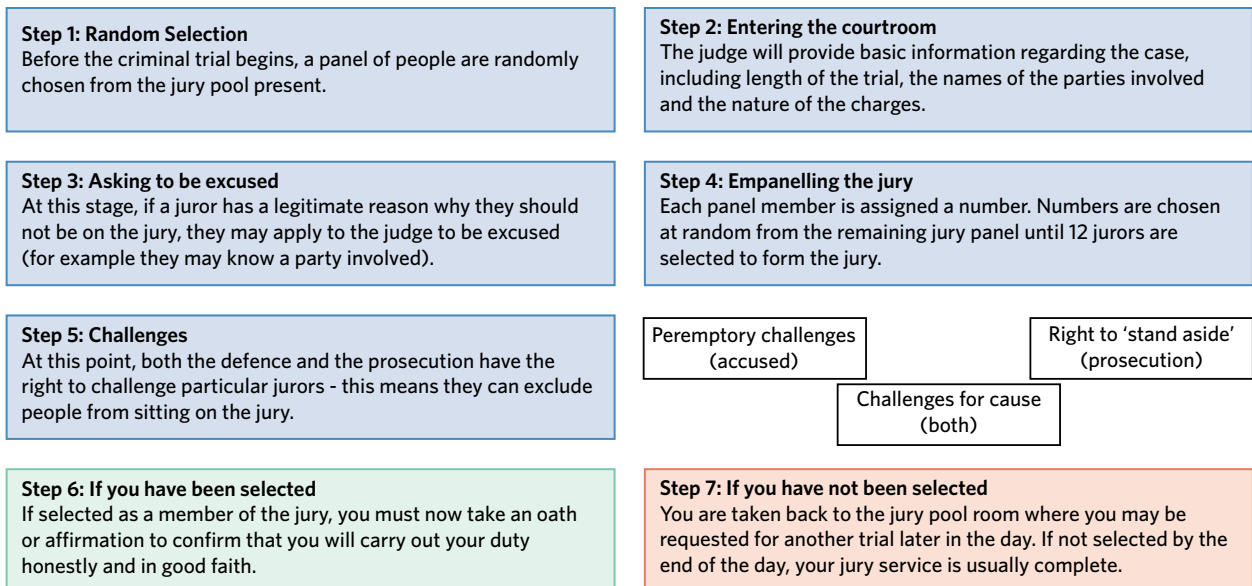 Step 1: Random Selection
Before the criminal trial begins, a panel of people are randomly
chosen from the jury pool present.
Step 2: Entering the courtroom
The judge will provide basic information regarding the case,
including length of the trial, the names of the parties involved
and the nature of the charges.
Step 3: Asking to be excused
At this stage, if a juror has a legitimate reason why they should
not be on the jury, they may apply to the judge to be excused
(for example they may know a party involved).
Step 4: Empanelling the jury
Each panel member is assigned a number. Numbers are chosen
at random from the remaining jury panel until 12 jurors are
selected to form the jury.
Step 5: Challenges
At this point, both the defence and the prosecution have the
right to challenge particular jurors - this means they can exclude
people from sitting on the jury.
Peremptory challenges
(accused)
Right to ‘stand aside’
(prosecution)
Challenges for cause
(both)
Step 6: If you have been selected
If selected as a member of the jury, you must now take an oath
or affirmation to confirm that you will carry out your duty
honestly and in good faith.
Step 7: If you have not been selected
You are taken back to the jury pool room where you may be
requested for another trial later in the day. If not selected by the
end of the day, your jury service is usually complete.